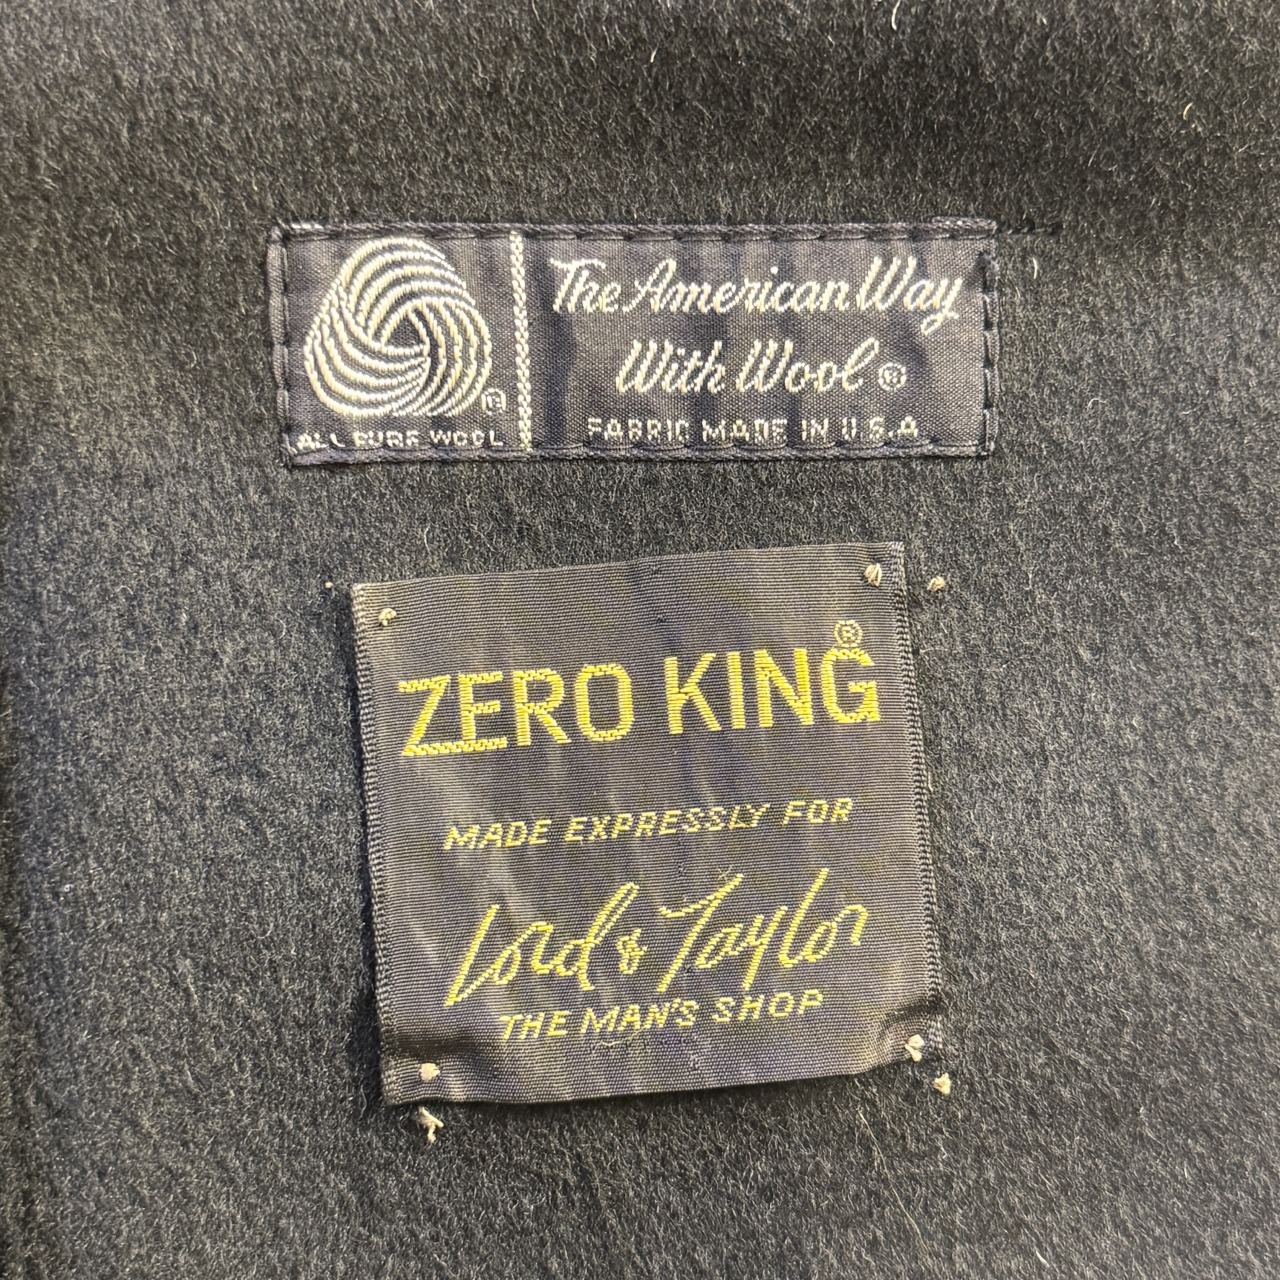 The American Way
With Wool ®
ALL PURE WOOL
FABRIC MADE IN U.S.A
ZERO KING ®
MADE EXPRESSLY FOR
Lord & Taylor
THE MAN'S SHOP